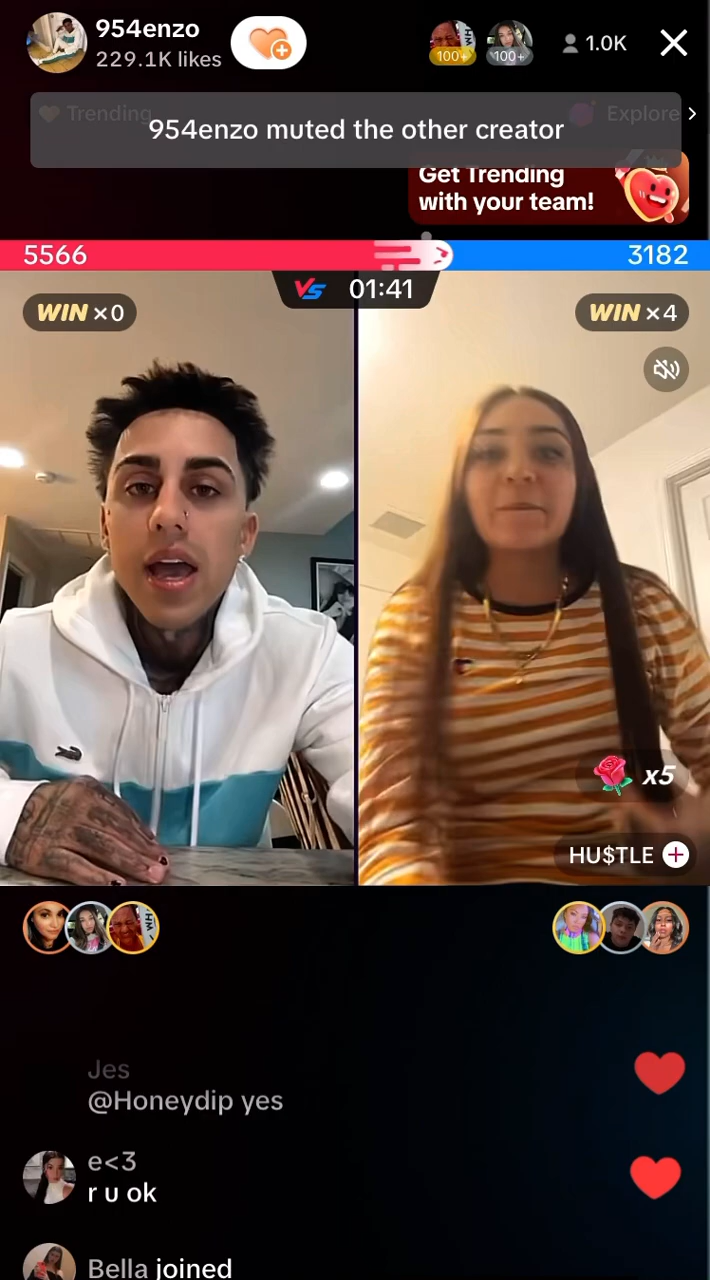 954enzo
229.1K likes
100+
100+
1.0K
Trending
Explore
954enzo muted the other creator
Get Trending
with your team!
5566
3182
VS 01:41
WIN ×0
WIN ×4
x5
HU$TLE
Jes
@Honeydip yes
e<3
r u ok
Bella joined